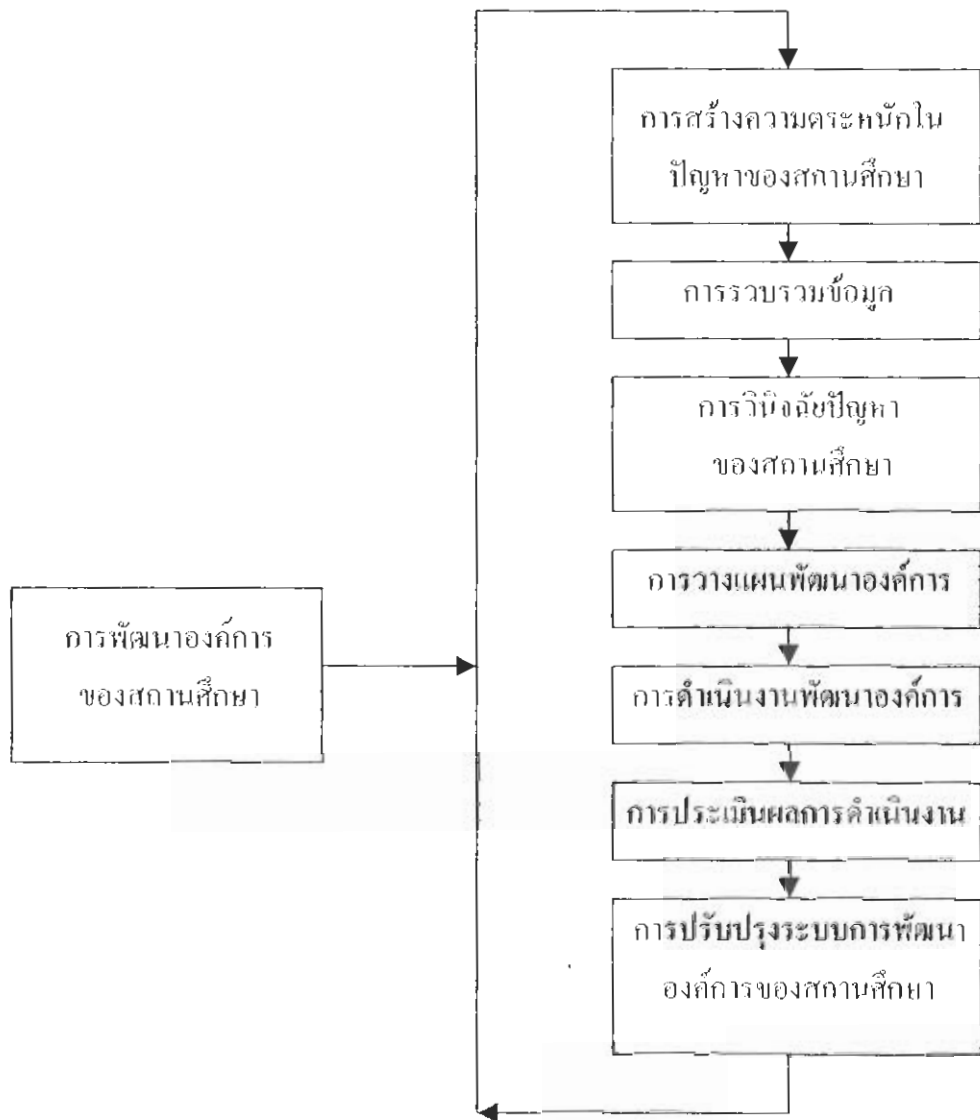 การสร้างความตระหนักใน
ปัญหาของสถานศึกษา
การรวบรวมข้อมูล
การวินิจฉัยปัญหา
ของสถานศึกษา
การวางแผนพัฒนาองค์การ
การพัฒนาองค์การ
ของสถานศึกษา
การดำเนินงานพัฒนาองค์การ
การประเมินผลการดำเนินงาน
การปรับปรุงระบบการพัฒนา
องค์การของสถานศึกษา